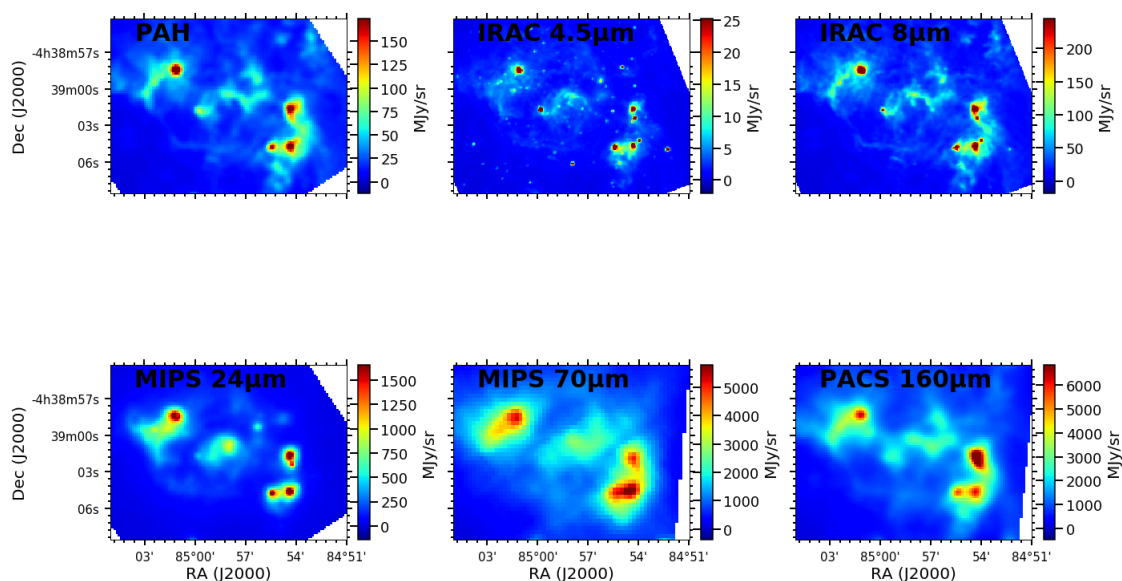 PAH
IRAC 4.5μm
IRAC 8μm
Dec (J2000)
-4h38m57s
39m00s
03s
06s
150
125
100
75
50
25
0
MJy/sr
25
20
15
10
5
0
MJy/sr
200
150
100
50
0
MJy/sr
MIPS 24μm
MIPS 70μm
PACS 160μm
Dec (J2000)
-4h38m57s
39m00s
03s
06s
1500
1250
1000
750
500
250
0
MJy/sr
5000
4000
3000
2000
1000
0
MJy/sr
6000
5000
4000
3000
2000
1000
0
MJy/sr
03' 85°00' 57' 54' 84°51'
03' 85°00' 57' 54' 84°51'
03' 85°00' 57' 54' 84°51'
RA (J2000)
RA (J2000)
RA (J2000)